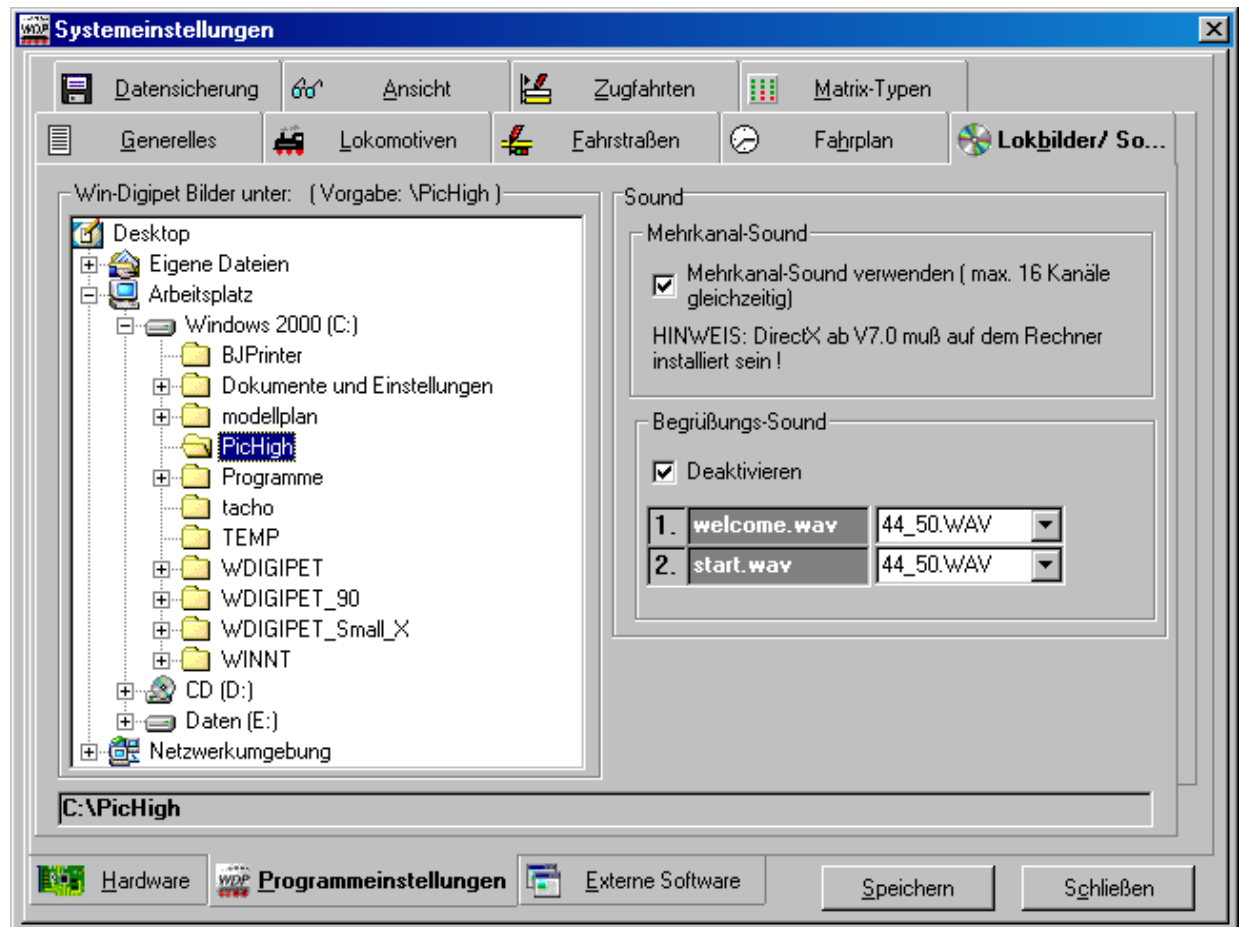 WDP Systemeinstellungen
Datensicherung Ansicht Zugfahrten Matrix-Typen
Generelles Lokomotiven Fahrstraßen Fahrplan Lokbilder/ So...
Win-Digipet Bilder unter: ( Vorgabe: \PicHigh )
Desktop
Eigene Dateien
Arbeitsplatz
Windows 2000 (C:)
BJPrinter
Dokumente und Einstellungen
modellplan
PicHigh
Programme
tacho
TEMP
WDIGIPET
WDIGIPET_90
WDIGIPET_Small_X
WINNT
CD (D:)
Daten (E:)
Netzwerkumgebung
Sound
Mehrkanal-Sound
Mehrkanal-Sound verwenden ( max. 16 Kanäle
gleichzeitig)
HINWEIS: DirectX ab V7.0 muß auf dem Rechner
installiert sein !
Begrüßungs-Sound
Deaktivieren
1. welcome.wav 44_50.WAV
2. start.wav 44_50.WAV
C:\PicHigh
Hardware WDP Programmeinstellungen Externe Software Speichern Schließen